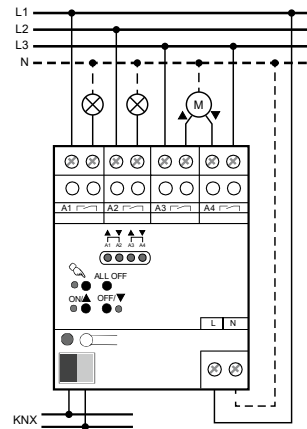 L1
L2
L3
N
M
A1 A2 A3 A4
A1 A2 A3 A4
ALL OFF
ON/▲ OFF/▼
L N
KNX